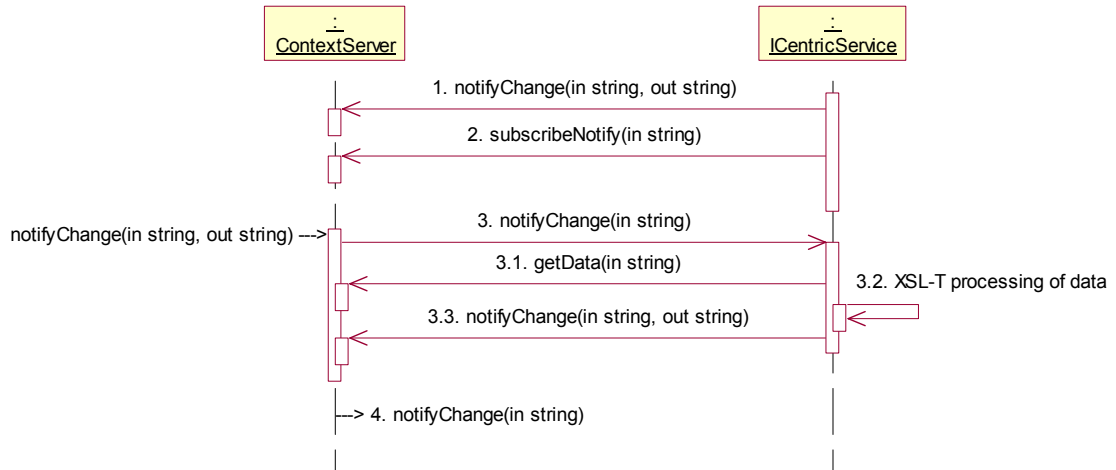 :
ContextServer
:
ICentricService
1. notifyChange(in string, out string)
2. subscribeNotify(in string)
notifyChange(in string, out string) --->
3. notifyChange(in string)
3.1. getData(in string)
3.2. XSL-T processing of data
3.3. notifyChange(in string, out string)
---> 4. notifyChange(in string)